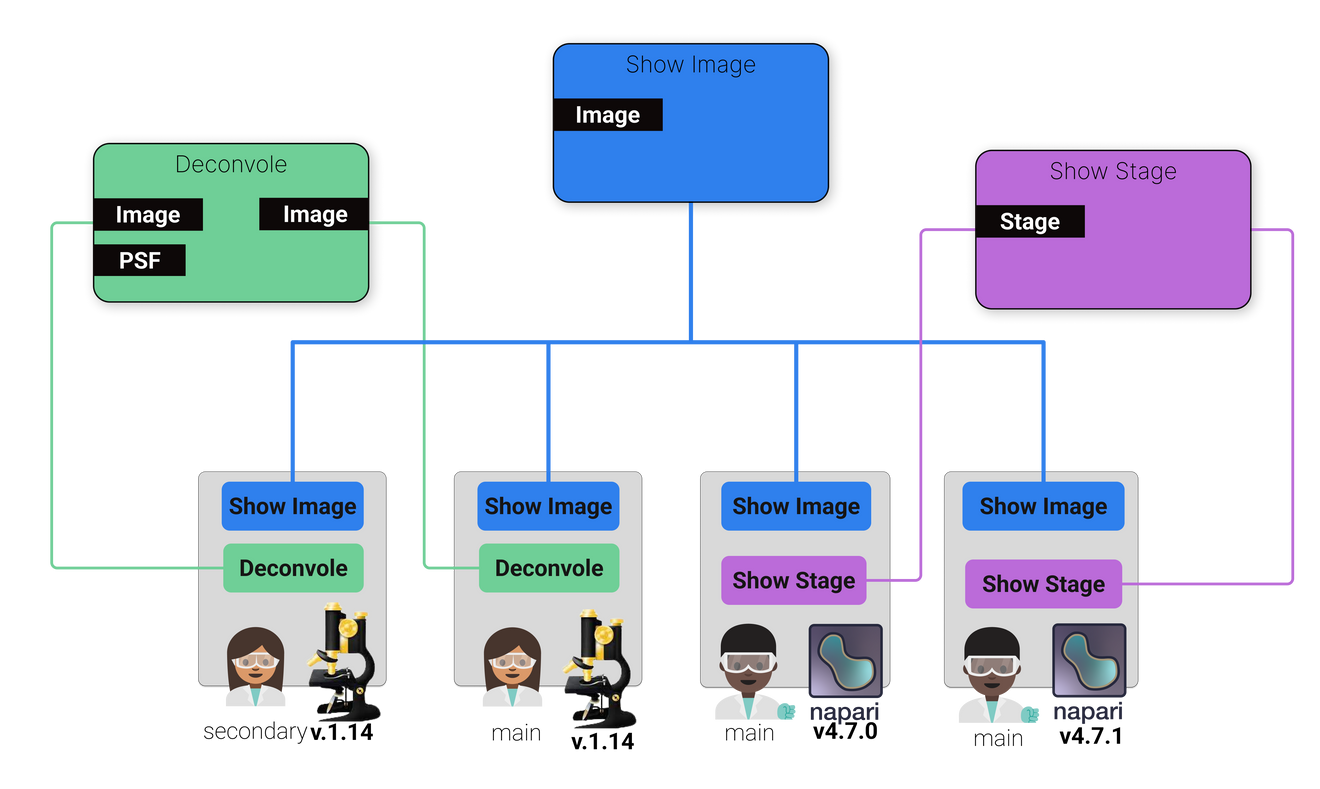 Show Image
Image
Deconvole
Image
Image
PSF
Show Stage
Stage
Show Image
Deconvole
secondary
v.1.14
Show Image
Deconvole
main
v.1.14
Show Image
Show Stage
main
napari
v4.7.0
Show Image
Show Stage
main
napari
v4.7.1